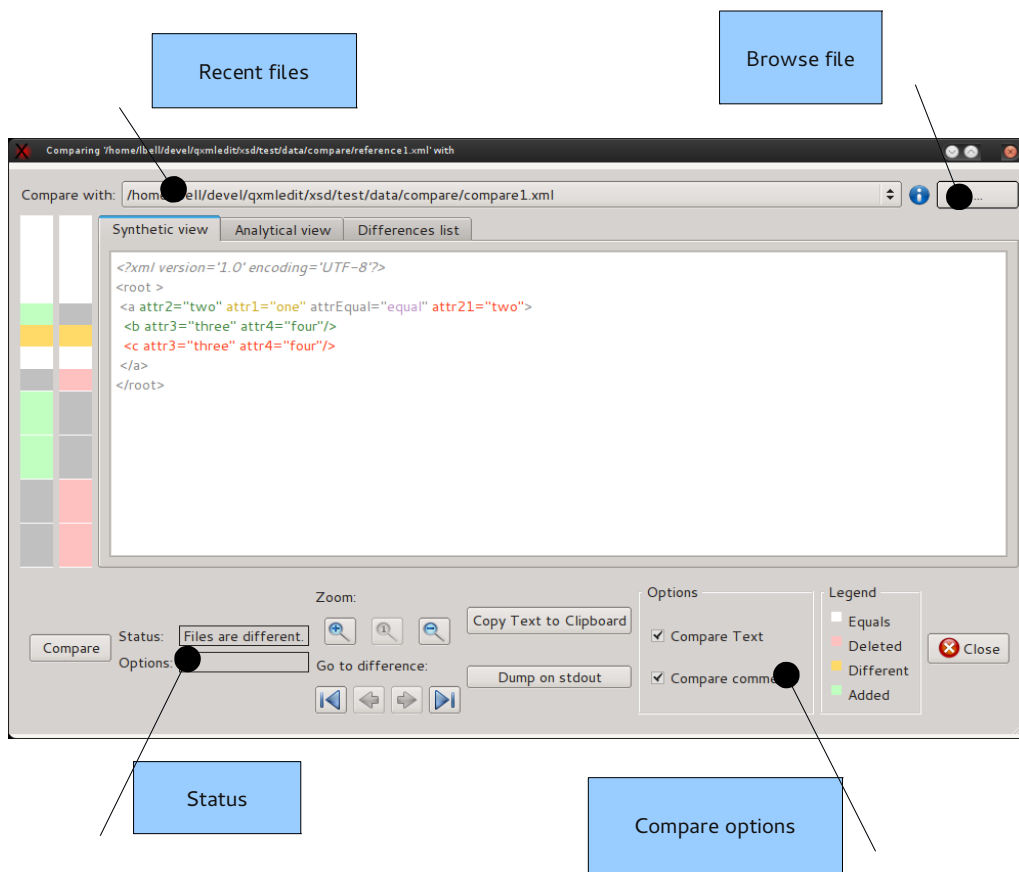 Recent files
Browse file
Comparing '/home/lbell/devel/qxmledit/xsd/test/data/compare/reference1.xml' with
Compare with: /home ell/devel/qxmledit/xsd/test/data/compare/compare1.xml ...
Synthetic view Analytical view Differences list
<?xml version='1.0' encoding='UTF-8'?>
<root >
<a attr2="two" attr1="one" attrEqual="equal" attr21="two">
<b attr3="three" attr4="four"/>
<c attr3="three" attr4="four"/>
</a>
</root>
Compare
Status: Files are different.
Options:
Zoom:
Go to difference:
Copy Text to Clipboard
Dump on stdout
Options
Compare Text
Compare comme
Legend
Equals
Deleted
Different
Added
Close
Status
Compare options